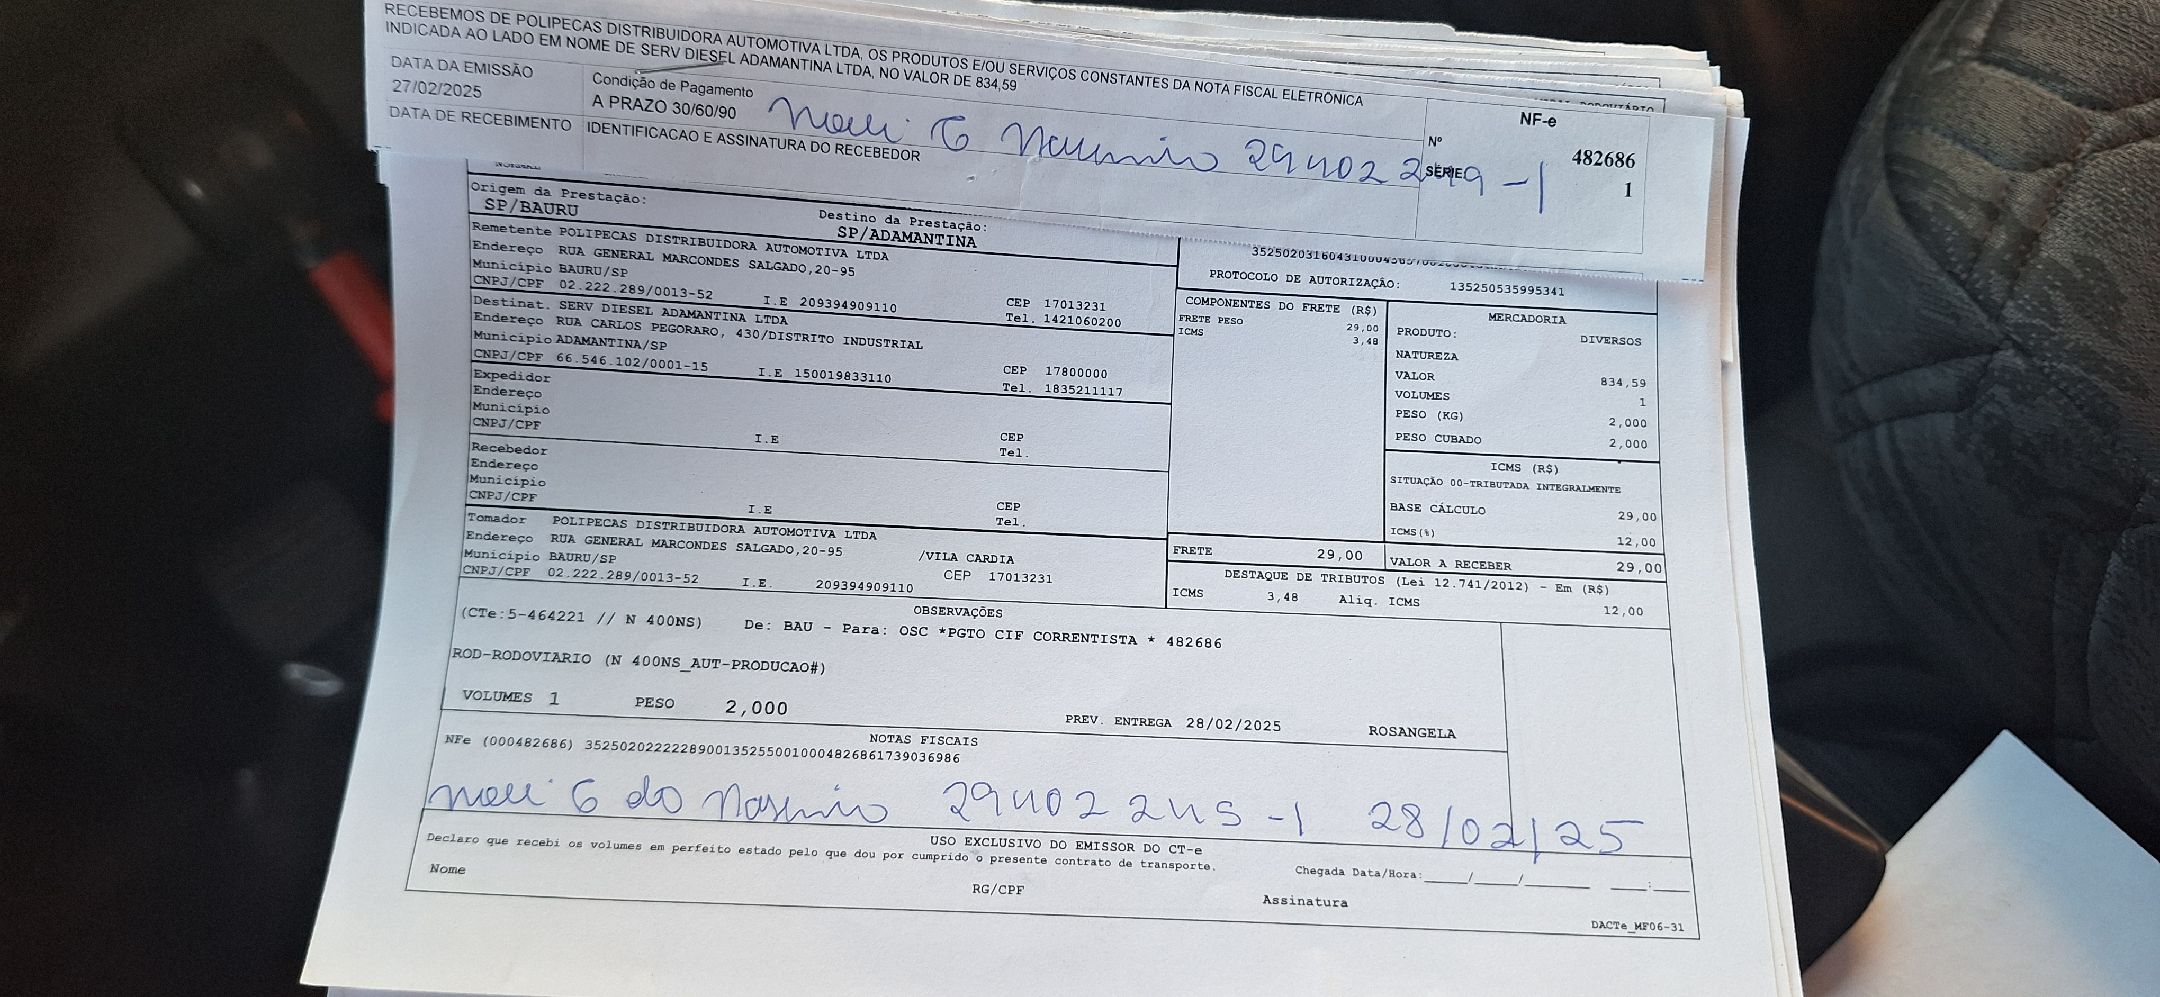 RECEBEMOS DE POLIPECAS DISTRIBUIDORA AUTOMOTIVA LTDA, OS PRODUTOS E/OU SERVIÇOS CONSTANTES DA NOTA FISCAL ELETRÔNICA
INDICADA AO LADO EM NOME DE SERV DIESEL ADAMANTINA LTDA, NO VALOR DE 834,59
DATA DA EMISSÃO
27/02/2025
Condição de Pagamento
A PRAZO 30/60/90
DATA DE RECEBIMENTO
IDENTIFICACAO E ASSINATURA DO RECEBEDOR
NF-e
Nº 482686
SÉRIE 1
Origem da Prestação:
SP/BAURU
Destino da Prestação:
SP/ADAMANTINA
Remetente POLIPECAS DISTRIBUIDORA AUTOMOTIVA LTDA
Endereço RUA GENERAL MARCONDES SALGADO,20-95
Município BAURU/SP CEP 17013231
CNPJ/CPF 02.222.289/0013-52 I.E 209394909110 Tel. 1421060200
Destinat. SERV DIESEL ADAMANTINA LTDA
Endereço RUA CARLOS PEGORARO, 430/DISTRITO INDUSTRIAL
Município ADAMANTINA/SP CEP 17800000
CNPJ/CPF 66.546.102/0001-15 I.E 150019833110 Tel. 1835211117
Expedidor
Endereço
Município CEP
CNPJ/CPF I.E Tel.
Recebedor
Endereço
Município CEP
CNPJ/CPF I.E Tel.
Tomador POLIPECAS DISTRIBUIDORA AUTOMOTIVA LTDA
Endereço RUA GENERAL MARCONDES SALGADO,20-95 /VILA CARDIA
Município BAURU/SP CEP 17013231
CNPJ/CPF 02.222.289/0013-52 I.E. 209394909110
PROTOCOLO DE AUTORIZAÇÃO: 135250535995341
COMPONENTES DO FRETE (R$)
FRETE PESO 29,00
ICMS 3,48
MERCADORIA
PRODUTO: DIVERSOS
NATUREZA
VALOR 834,59
VOLUMES 1
PESO (KG) 2,000
PESO CUBADO 2,000
ICMS (R$)
SITUAÇÃO 00-TRIBUTADA INTEGRALMENTE
BASE CÁLCULO 29,00
ICMS(%) 12,00
FRETE 29,00
VALOR A RECEBER 29,00
DESTAQUE DE TRIBUTOS (Lei 12.741/2012) - Em (R$)
ICMS 3,48 Aliq. ICMS 12,00
OBSERVAÇÕES
(CTe:5-464221 // N 400NS) De: BAU - Para: OSC *PGTO CIF CORRENTISTA * 482686
ROD-RODOVIARIO (N 400NS_AUT-PRODUCAO#)
VOLUMES 1 PESO 2,000 PREV. ENTREGA 28/02/2025 ROSANGELA
NOTAS FISCAIS
NFe (000482686) 35250202222289001352550010004826861739036986
G do 28/02/25
USO EXCLUSIVO DO EMISSOR DO CT-e
Declaro que recebi os volumes em perfeito estado pelo que dou por cumprido o presente contrato de transporte.
Chegada Data/Hora:____/____/______ ___:___
Nome RG/CPF Assinatura
DACTe_MF06-31